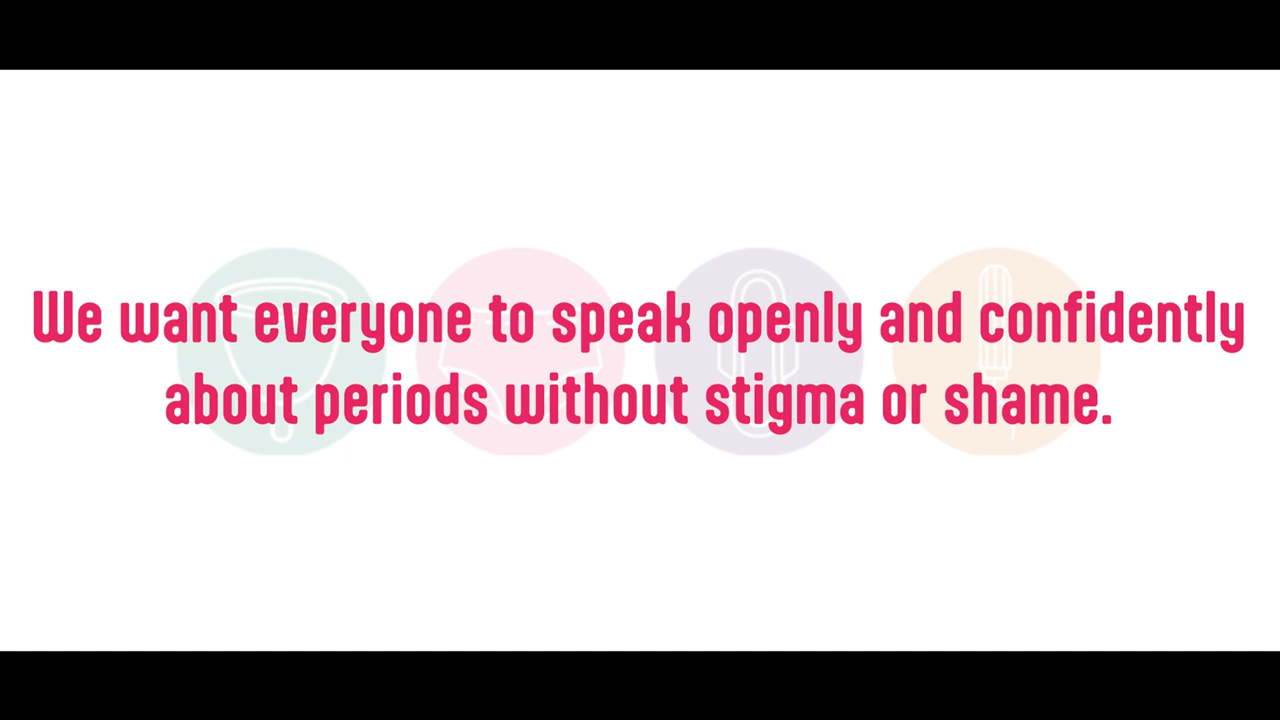 We want everyone to speak openly and confidently
about periods without stigma or shame.